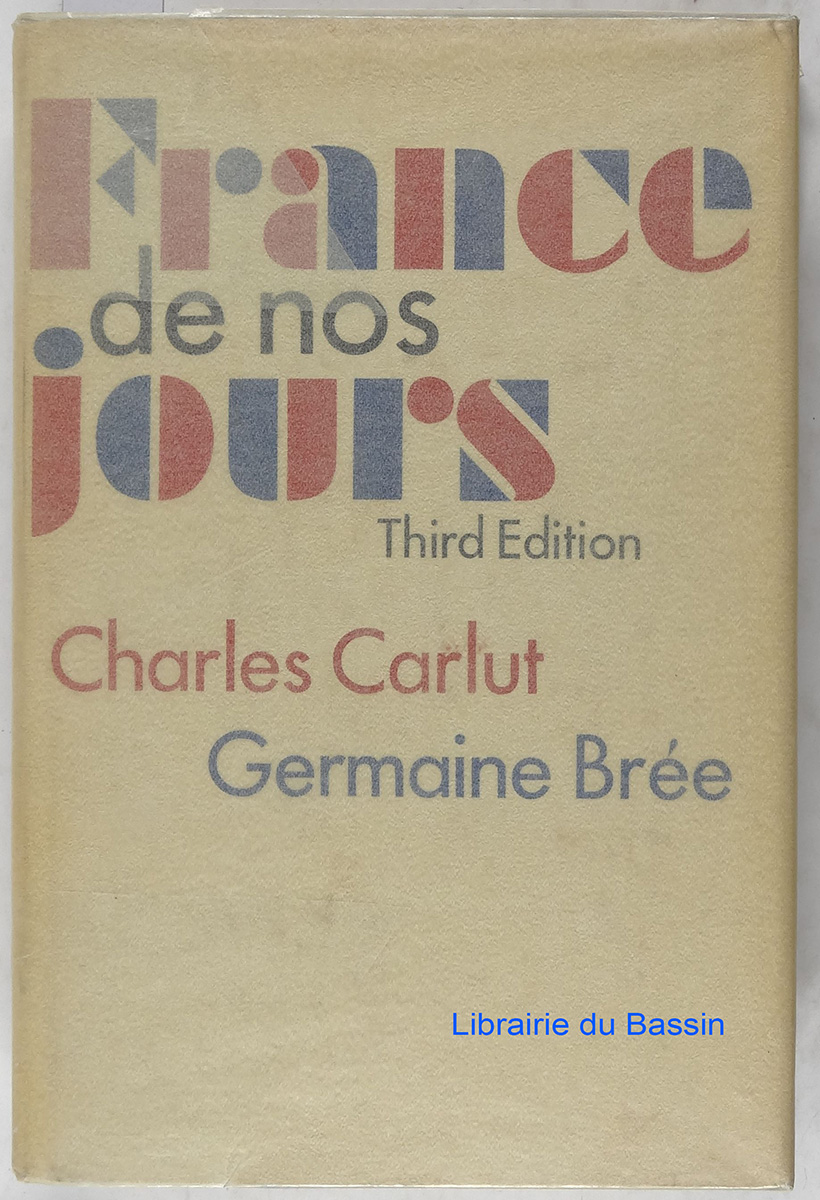 France
de nos
jours
Third Edition
Charles Carlut
Germaine Brée
Librairie du Bassin